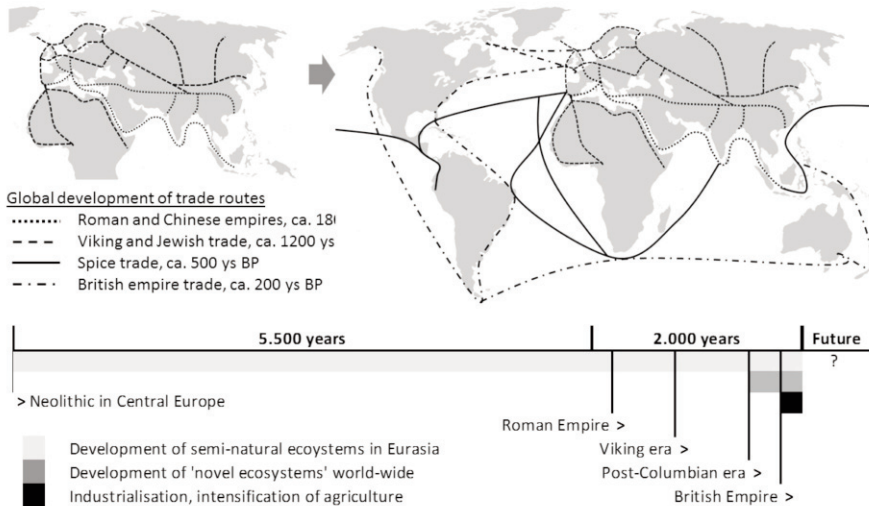 Global development of trade routes
Roman and Chinese empires, ca. 18
Viking and Jewish trade, ca. 1200 ys
Spice trade, ca. 500 ys BP
British empire trade, ca. 200 ys BP
5.500 years
2.000 years
Future
?
> Neolithic in Central Europe
Roman Empire >
Viking era >
Post-Columbian era >
British Empire >
Development of semi-natural ecoystems in Eurasia
Development of 'novel ecosystems' world-wide
Industrialisation, intensification of agriculture